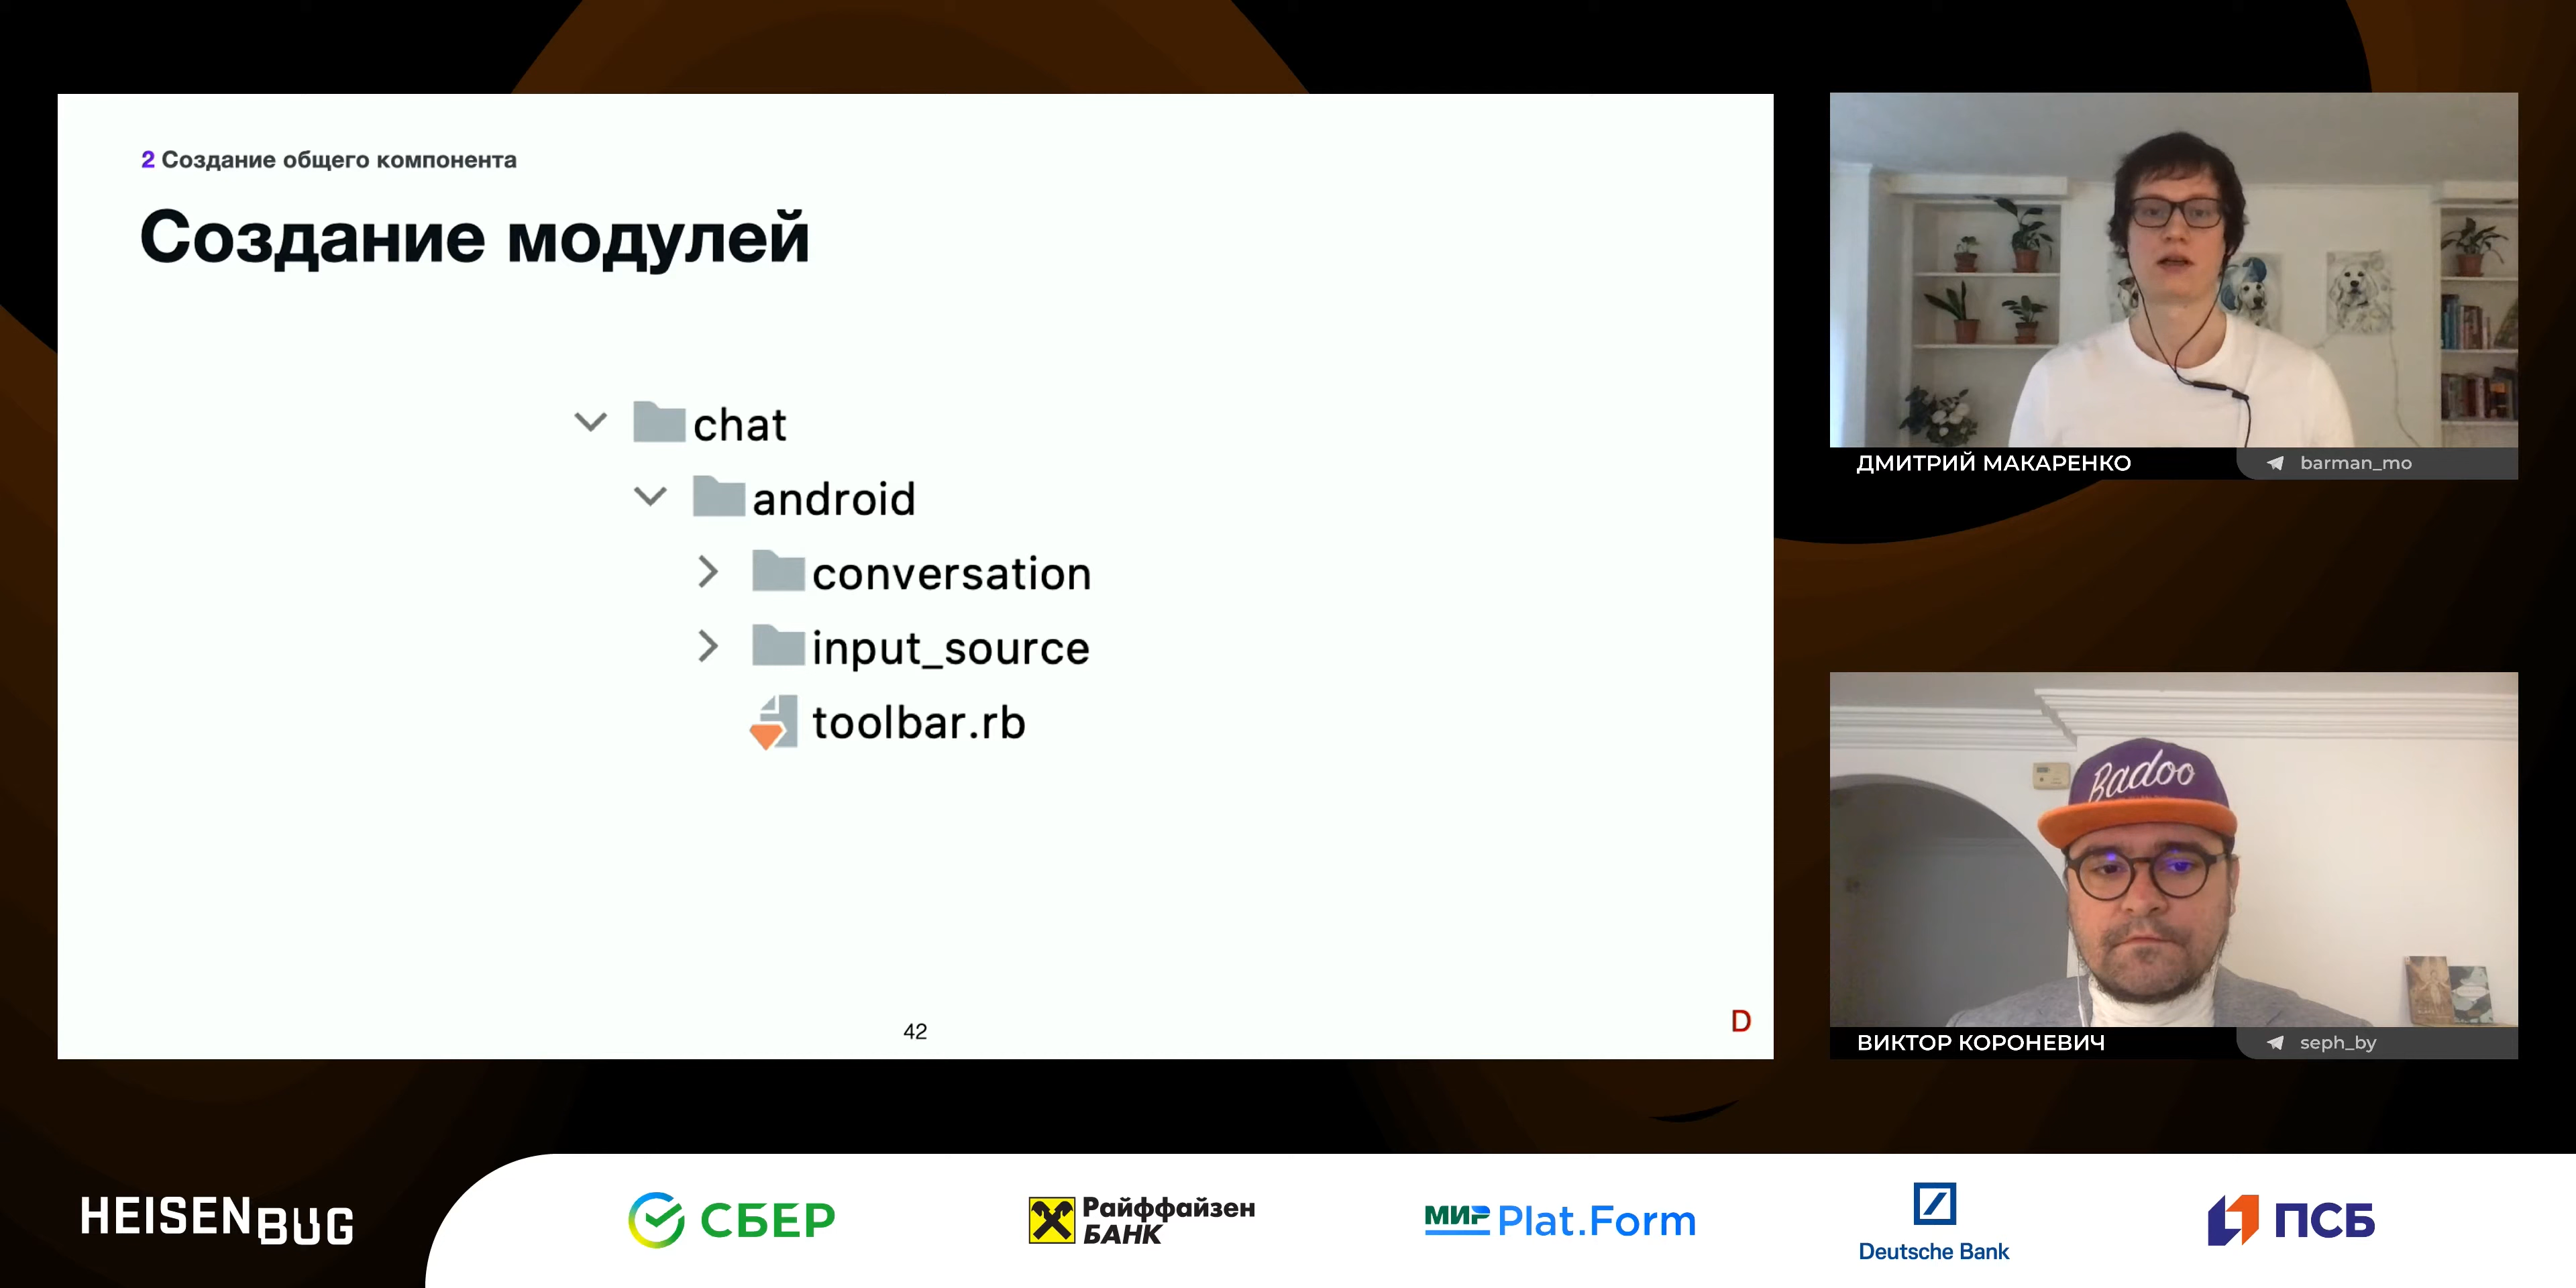 2 Создание общего компонента
Создание модулей
chat
android
conversation
input_source
toolbar.rb
42
D
ДМИТРИЙ МАКАРЕНКО
barman_mo
Badoo
ВИКТОР КОРОНЕВИЧ
seph_by
HEISENBUG
СБЕР
Райффайзен
БАНК
МИР Plat.Form
Deutsche Bank
ПСБ